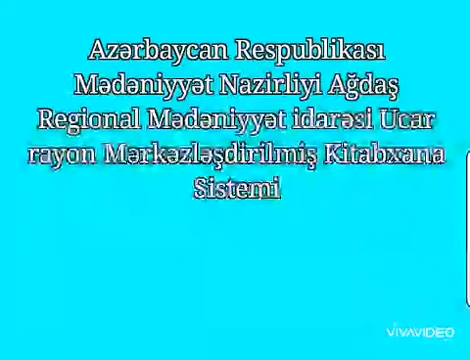 Azərbaycan Respublikası
Mədəniyyət Nazirliyi Ağdaş
Regional Mədəniyyət idarəsi Ucar
rayon Mərkəzləşdirilmiş Kitabxana
Sistemi
VIVAVIDEO